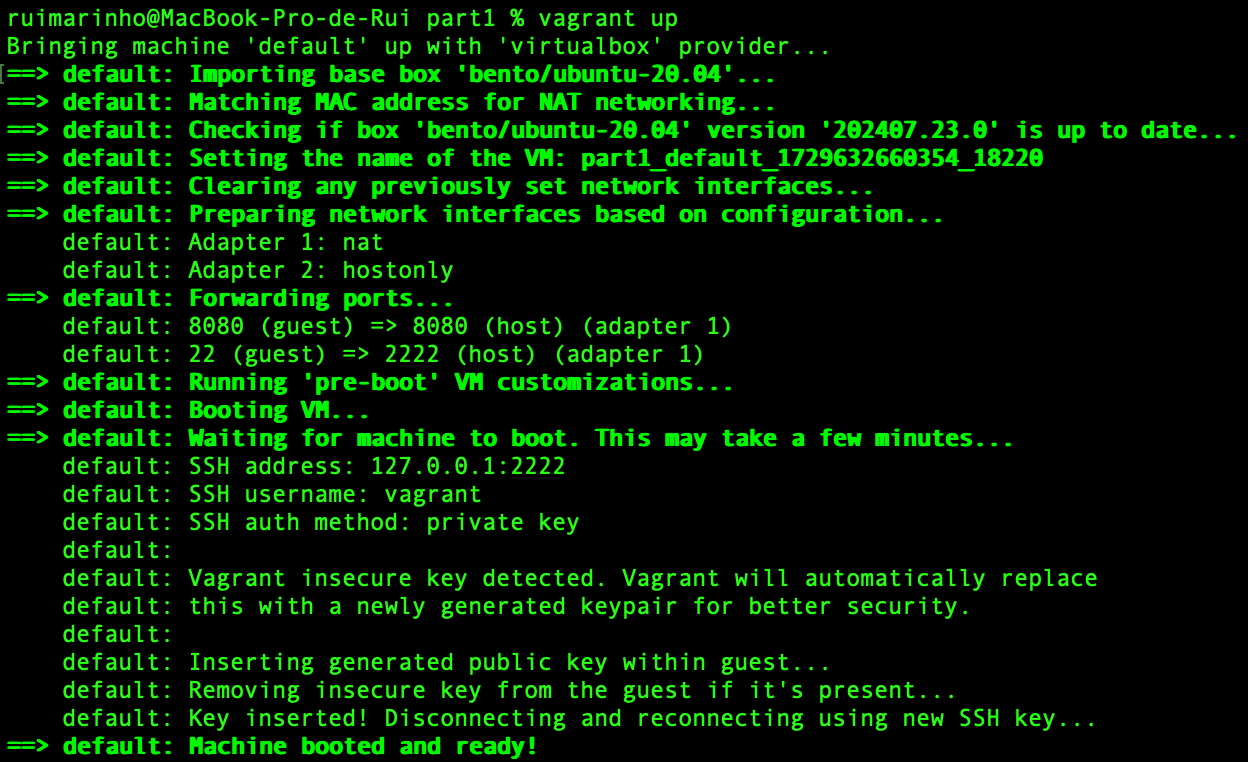 ruimarinho@MacBook-Pro-de-Rui part1 % vagrant up
Bringing machine 'default' up with 'virtualbox' provider...
[==> default: Importing base box 'bento/ubuntu-20.04'...
==> default: Matching MAC address for NAT networking...
==> default: Checking if box 'bento/ubuntu-20.04' version '202407.23.0' is up to date...
==> default: Setting the name of the VM: part1_default_1729632660354_18220
==> default: Clearing any previously set network interfaces...
==> default: Preparing network interfaces based on configuration...
    default: Adapter 1: nat
    default: Adapter 2: hostonly
==> default: Forwarding ports...
    default: 8080 (guest) => 8080 (host) (adapter 1)
    default: 22 (guest) => 2222 (host) (adapter 1)
==> default: Running 'pre-boot' VM customizations...
==> default: Booting VM...
==> default: Waiting for machine to boot. This may take a few minutes...
    default: SSH address: 127.0.0.1:2222
    default: SSH username: vagrant
    default: SSH auth method: private key
    default:
    default: Vagrant insecure key detected. Vagrant will automatically replace
    default: this with a newly generated keypair for better security.
    default:
    default: Inserting generated public key within guest...
    default: Removing insecure key from the guest if it's present...
    default: Key inserted! Disconnecting and reconnecting using new SSH key...
==> default: Machine booted and ready!